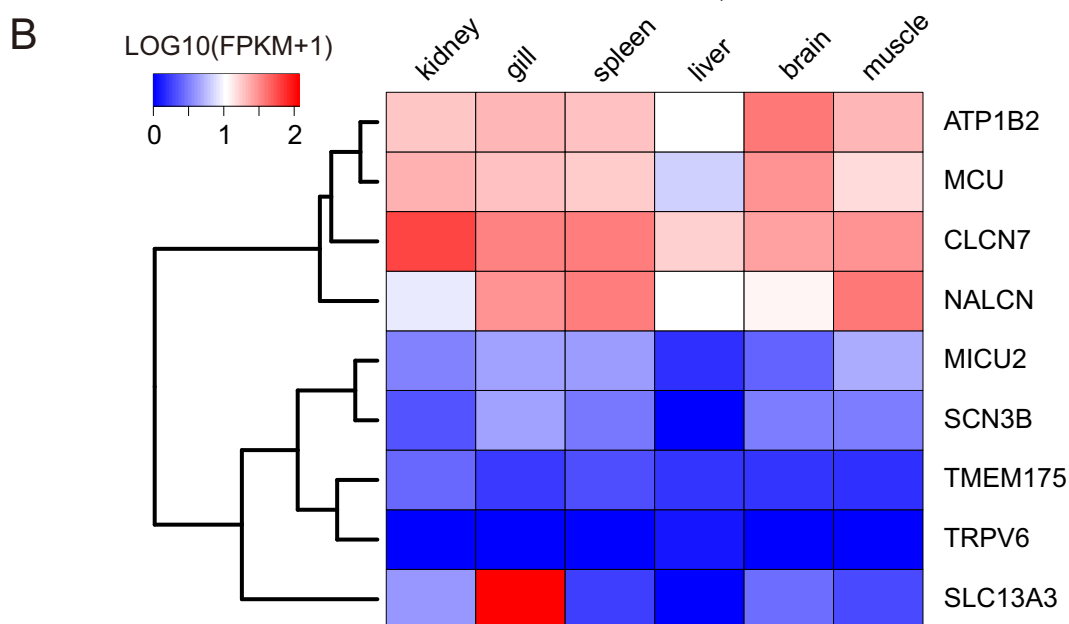 B
LOG10(FPKM+1)
0 1 2
kidney gill spleen liver brain muscle
ATP1B2
MCU
CLCN7
NALCN
MICU2
SCN3B
TMEM175
TRPV6
SLC13A3